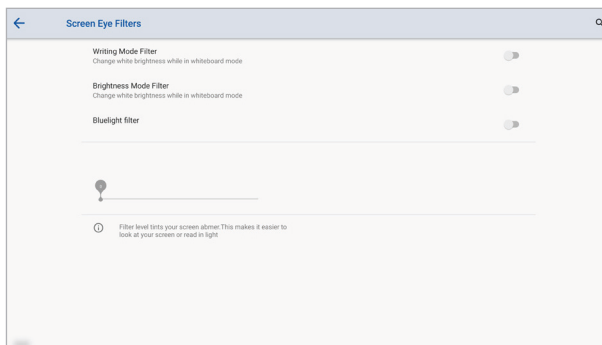 Screen Eye Filters
Writing Mode Filter
Change white brightness while in whiteboard mode
Brightness Mode Filter
Change white brightness while in whiteboard mode
Bluelight filter
Filter level tints your screen abmer.This makes it easier to
look at your screen or read in light